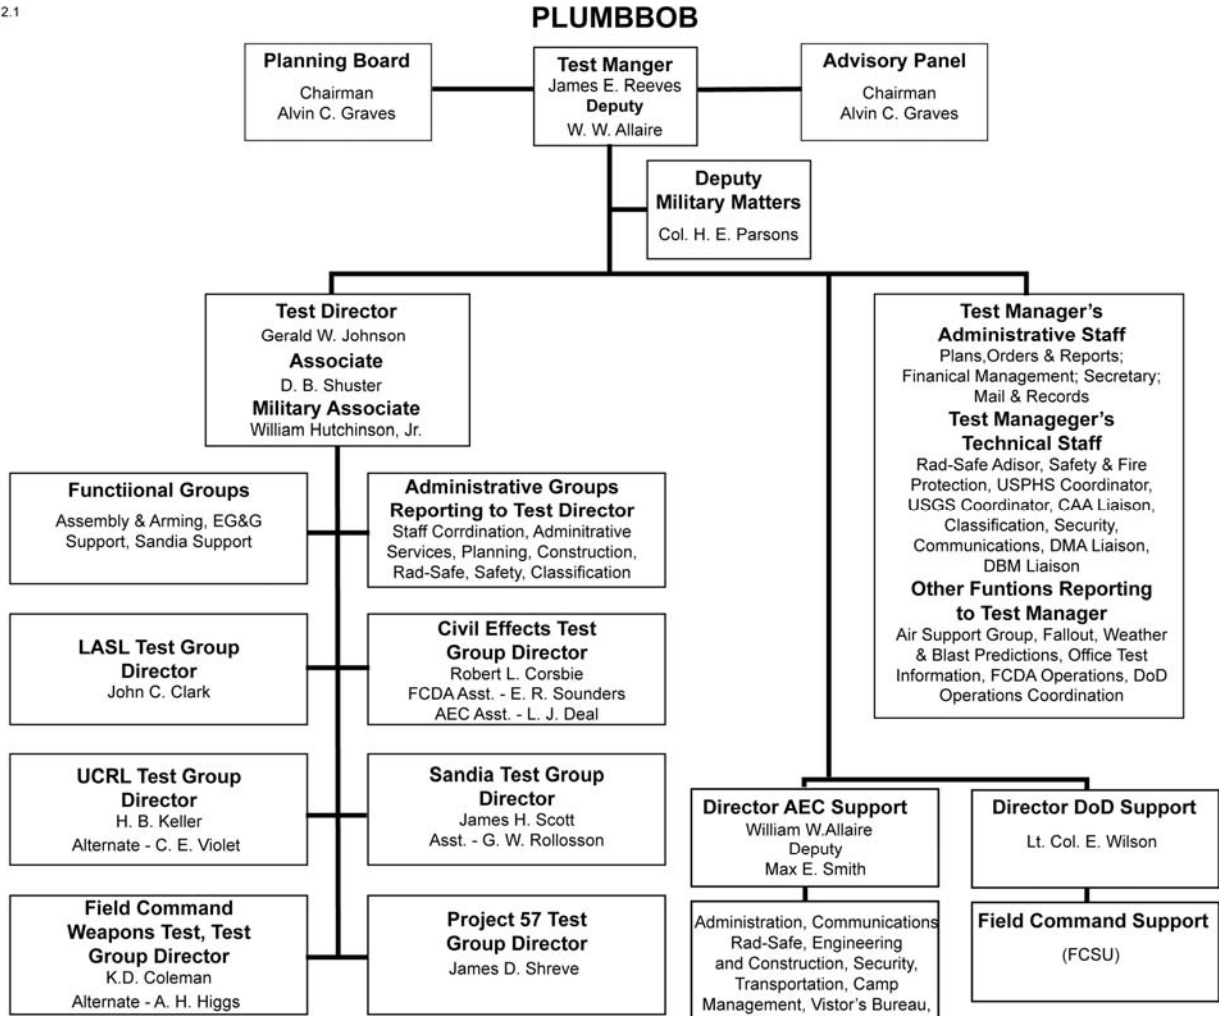 2.1
PLUMBBOB
Planning Board
Chairman
Alvin C. Graves
Test Manger
James E. Reeves
Deputy
W. W. Allaire
Advisory Panel
Chairman
Alvin C. Graves
Deputy
Military Matters
Col. H. E. Parsons
Test Director
Gerald W. Johnson
Associate
D. B. Shuster
Military Associate
William Hutchinson, Jr.
Test Manager's
Administrative Staff
Plans,Orders & Reports;
Finanical Management; Secretary;
Mail & Records
Test Manageger's
Technical Staff
Rad-Safe Adisor, Safety & Fire
Protection, USPHS Coordinator,
USGS Coordinator, CAA Liaison,
Classification, Security,
Communications, DMA Liaison,
DBM Liaison
Other Funtions Reporting
to Test Manager
Air Support Group, Fallout, Weather
& Blast Predictions, Office Test
Information, FCDA Operations, DoD
Operations Coordination
Functiional Groups
Assembly & Arming, EG&G
Support, Sandia Support
Administrative Groups
Reporting to Test Director
Staff Corrdination, Adminitrative
Services, Planning, Construction,
Rad-Safe, Safety, Classification
LASL Test Group
Director
John C. Clark
Civil Effects Test
Group Director
Robert L. Corsbie
FCDA Asst. - E. R. Sounders
AEC Asst. - L. J. Deal
UCRL Test Group
Director
H. B. Keller
Alternate - C. E. Violet
Sandia Test Group
Director
James H. Scott
Asst. - G. W. Rollosson
Field Command
Weapons Test, Test
Group Director
K.D. Coleman
Alternate - A. H. Higgs
Project 57 Test
Group Director
James D. Shreve
Director AEC Support
William W.Allaire
Deputy
Max E. Smith
Director DoD Support
Lt. Col. E. Wilson
Administration, Communications
Rad-Safe, Engineering
and Construction, Security,
Transportation, Camp
Management, Vistor's Bureau,
Field Command Support
(FCSU)